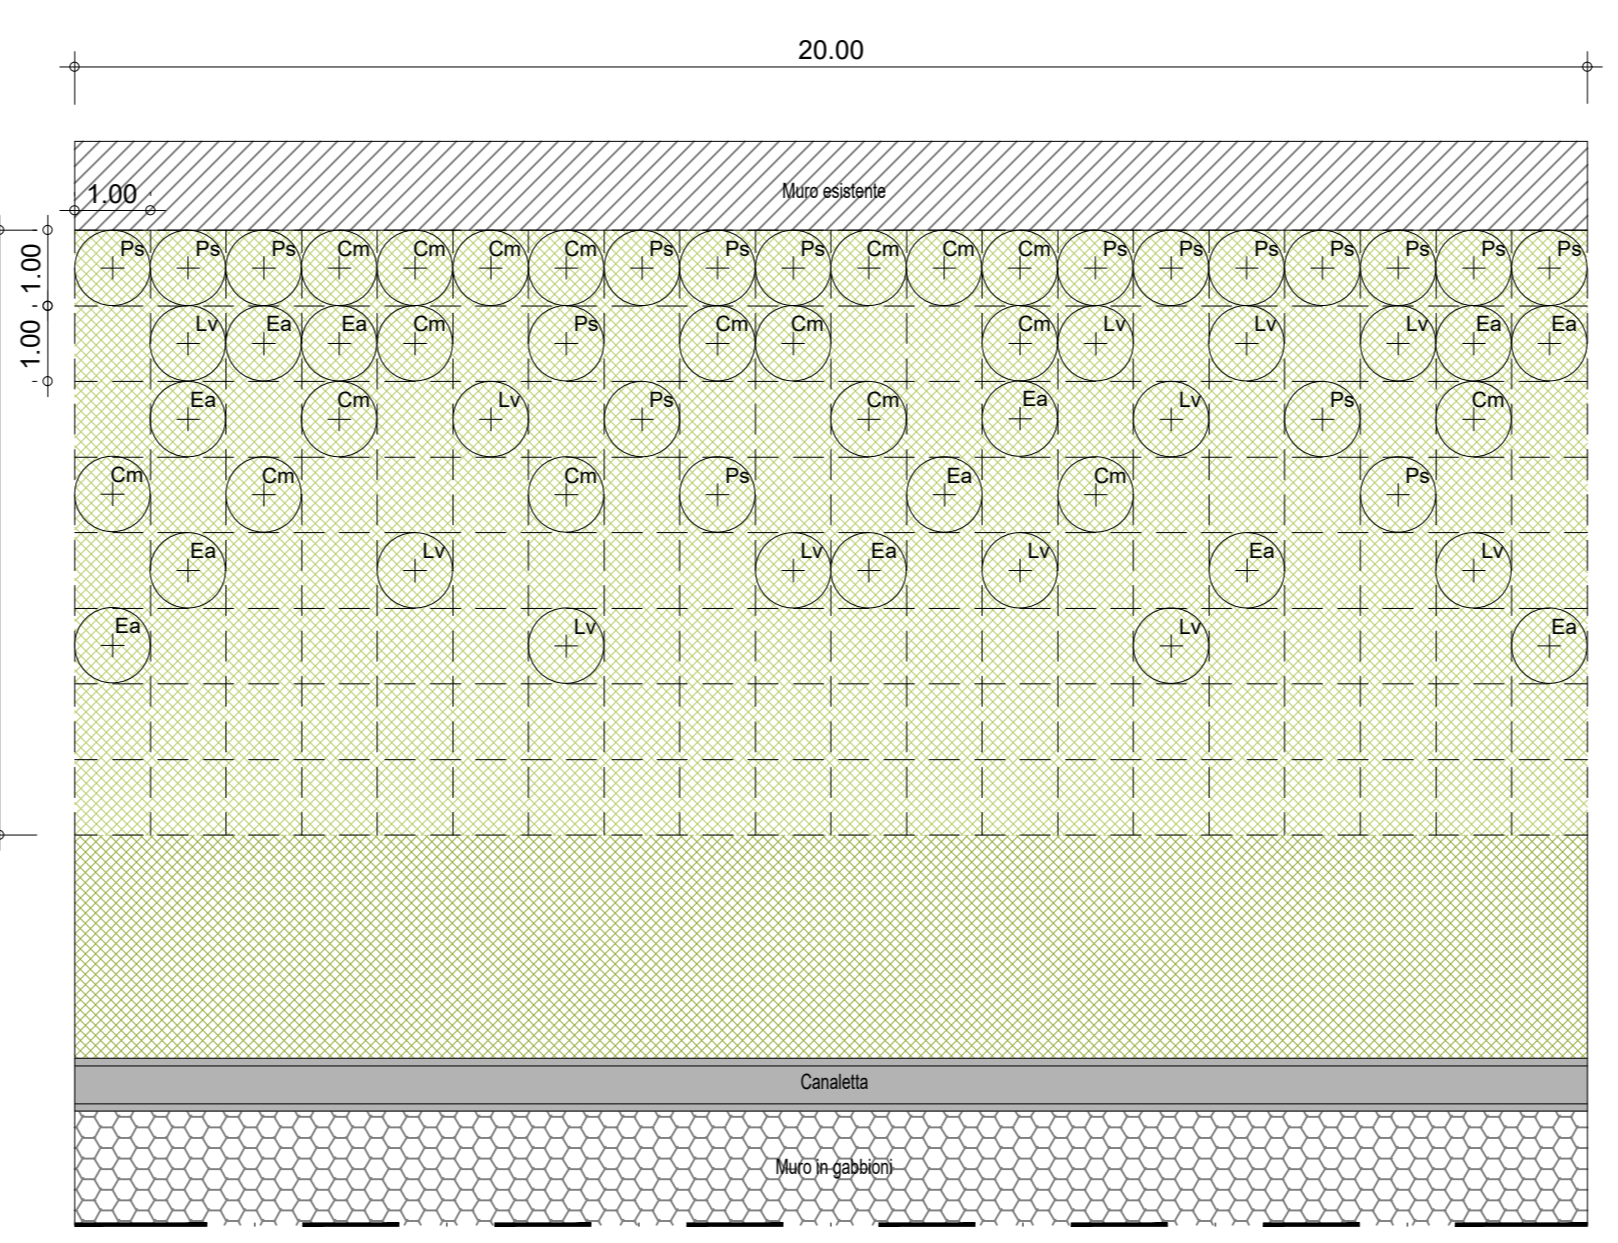 20.00
Muro esistente
1.00
1.00
Ps Ps Ps Cm Cm Cm Cm Ps Ps Ps Cm Cm Cm Ps Ps Ps Ps Ps Ps Ps
1.00
Lv Ea Ea Cm Ps Cm Cm Cm Lv Lv Lv Ea Ea
Ea Cm Lv Ps Cm Ea Lv Ps Cm
Cm Cm Cm Ps Ea Cm Ps
Ea Lv Lv Ea Lv Ea Lv
Ea Lv Lv Ea
Canaletta
Muro in gabbioni